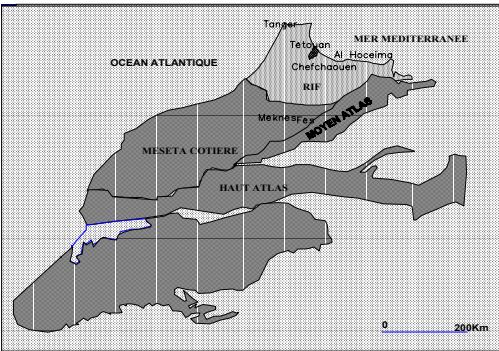 Tanger
MER MEDITERRANEE
Tétouan
Al Hoceima
OCEAN ATLANTIQUE
Chefchaouen
RIF
Meknes Fes
MOYEN ATLAS
MESETA COTIERE
HAUT ATLAS
0 200Km